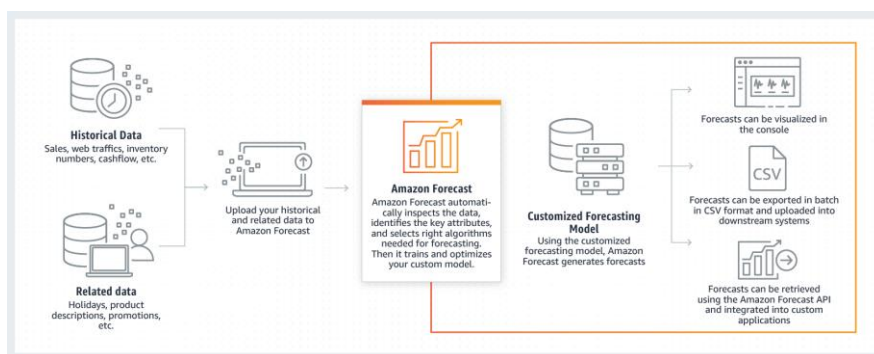 Historical Data
Sales, web traffics, inventory
numbers, cashflow, etc.
Related data
Holidays, product
descriptions, promotions,
etc.
Upload your historical
and related data to
Amazon Forecast
Amazon Forecast
Amazon Forecast automati-
cally inspects the data,
identifies the key attributes,
and selects right algorithms
needed for forecasting.
Then it trains and optimizes
your custom model.
Customized Forecasting
Model
Using the customized
forecasting model, Amazon
Forecast generates forecasts
Forecasts can be visualized in
the console
CSV
Forecasts can be exported in batch
in CSV format and uploaded into
downstream systems
Forecasts can be retrieved
using the Amazon Forecast API
and integrated into custom
applications